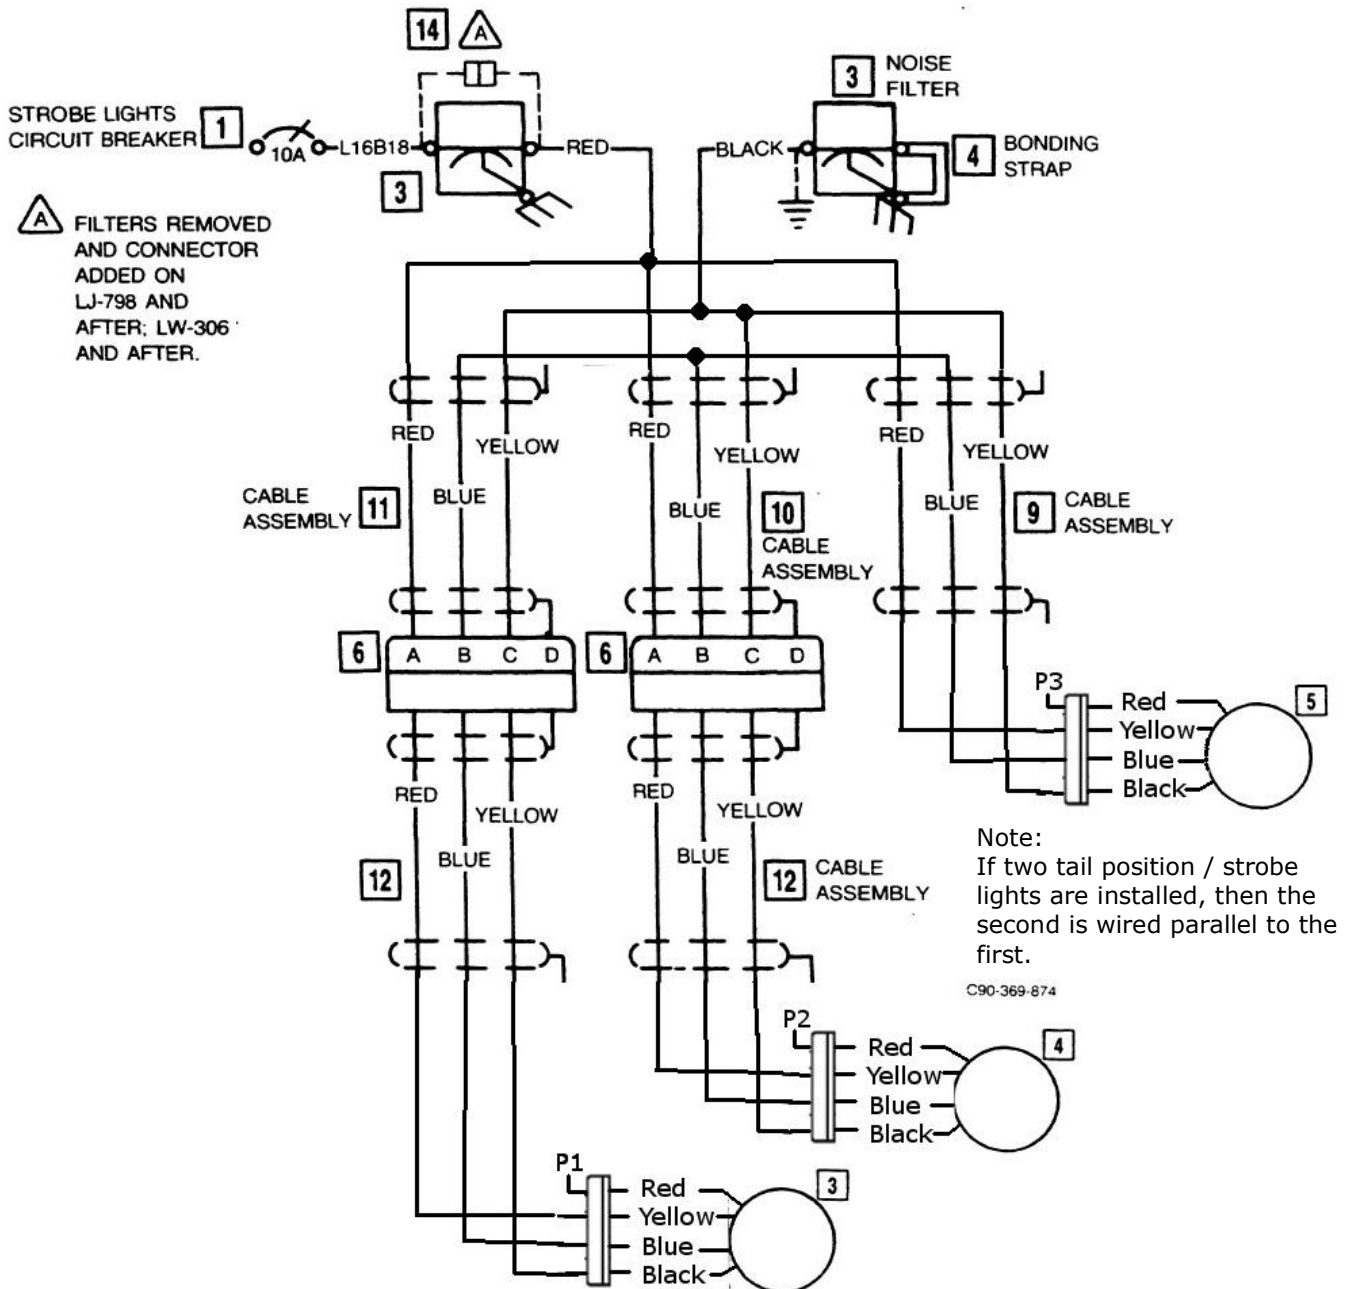 14 A
STROBE LIGHTS
CIRCUIT BREAKER 1
10A L16B18 RED
3
3 NOISE
FILTER
BLACK
4 BONDING
STRAP
A FILTERS REMOVED
AND CONNECTOR
ADDED ON
LJ-798 AND
AFTER; LW-306
AND AFTER.
RED YELLOW BLUE
RED YELLOW BLUE
RED YELLOW BLUE
CABLE
ASSEMBLY 11
10
CABLE
ASSEMBLY
9 CABLE
ASSEMBLY
6 A B C D
6 A B C D
RED YELLOW BLUE
RED YELLOW BLUE
12
12 CABLE
ASSEMBLY
P3
Red
Yellow
Blue
Black
5
Note:
If two tail position / strobe
lights are installed, then the
second is wired parallel to the
first.
C90-369-874
P2
Red
Yellow
Blue
Black
4
P1
Red
Yellow
Blue
Black
3